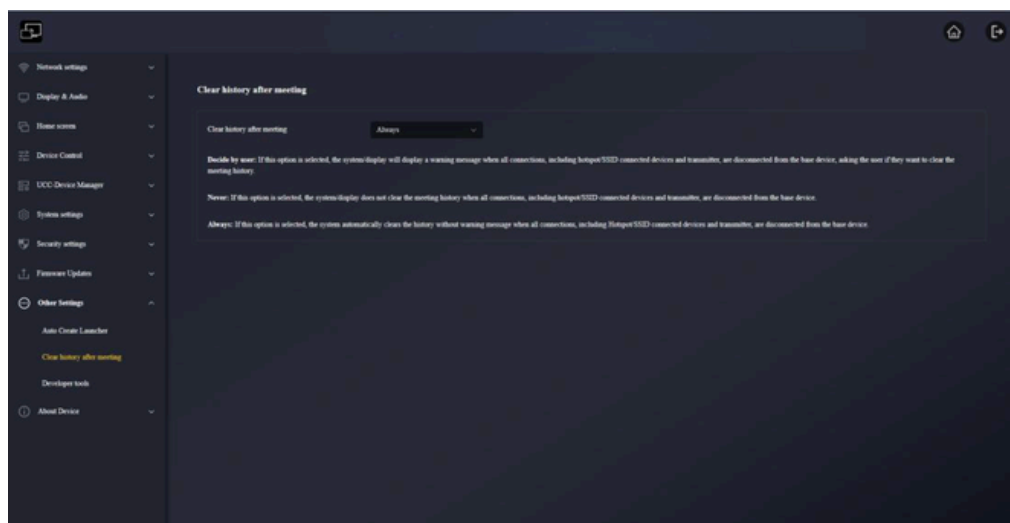 Network settings
Display & Audio
Home screen
Device Control
UCC-Device Manager
System settings
Security settings
Firmware Updates
Other Settings
Auto Create Launcher
Clear history after meeting
Developer tools
About Device
Clear history after meeting
Clear history after meeting
Always
Decide by user: If this option is selected, the system/display will display a warning message when all connections, including hotspot/SSID connected devices and transmitter, are disconnected from the base device, asking the user if they want to clear the
meeting history.
Never: If this option is selected, the system/display does not clear the meeting history when all connections, including hotspot/SSID connected devices and transmitter, are disconnected from the base device.
Always: If this option is selected, the system automatically clears the history without warning message when all connections, including Hotspot/SSID connected devices and transmitter, are disconnected from the base device.